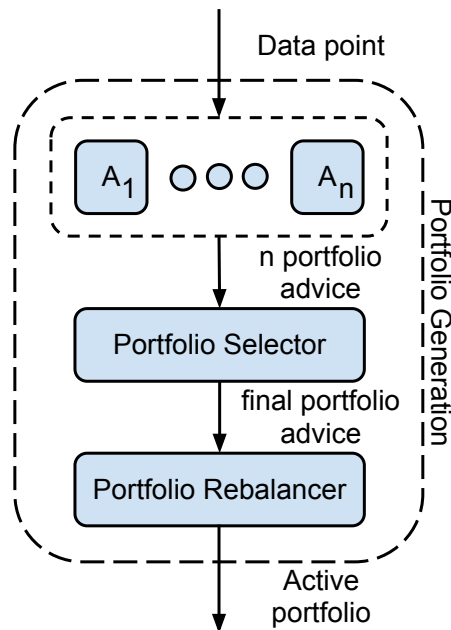 Data point
A1
An
n portfolio
advice
Portfolio Selector
final portfolio
advice
Portfolio Rebalancer
Active
portfolio
Portfolio Generation